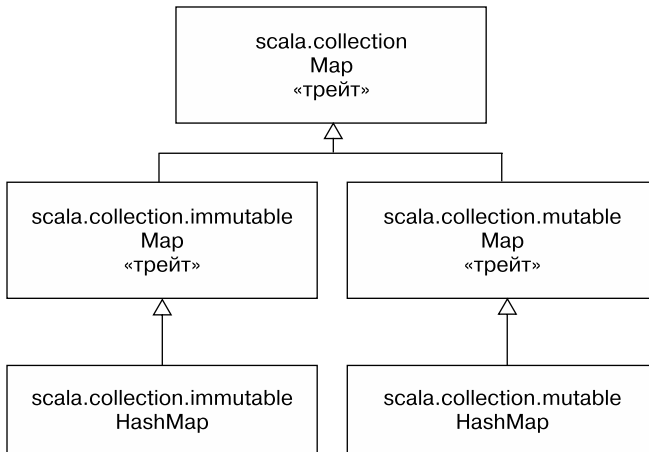 scala.collection
Map
«трейт»
scala.collection.immutable
Map
«трейт»
scala.collection.mutable
Map
«трейт»
scala.collection.immutable
HashMap
scala.collection.mutable
HashMap